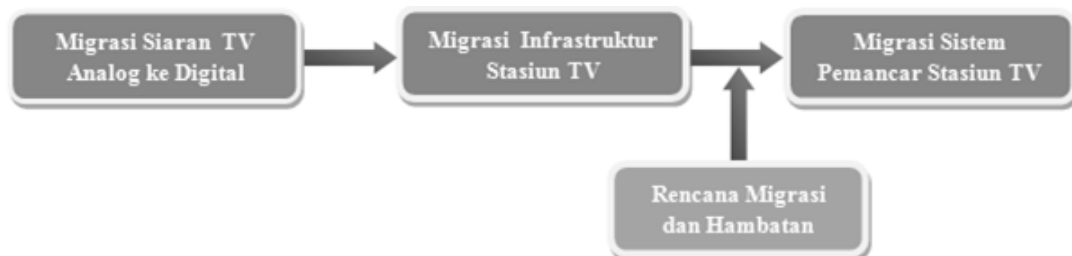 Migrasi Siaran TV
Analog ke Digital
Migrasi Infrastruktur
Stasiun TV
Migrasi Sistem
Pemancar Stasiun TV
Rencana Migrasi
dan Hambatan